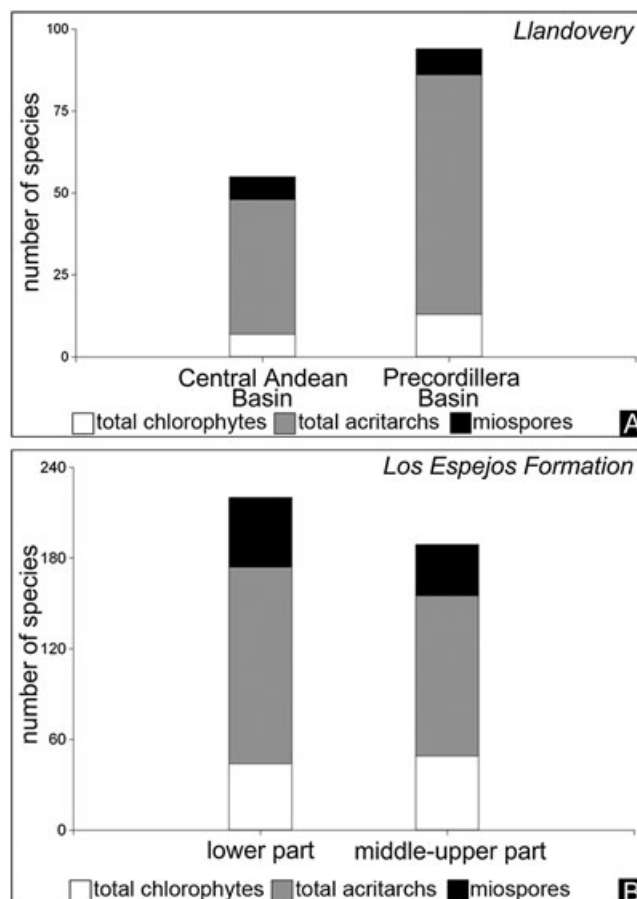 Llandovery
100
75
50
25
0
number of species
Central Andean
Basin
Precordillera
Basin
total chlorophytes total acritarchs miospores
A
Los Espejos Formation
240
180
120
60
0
number of species
lower part
middle-upper part
total chlorophytes total acritarchs miospores
B